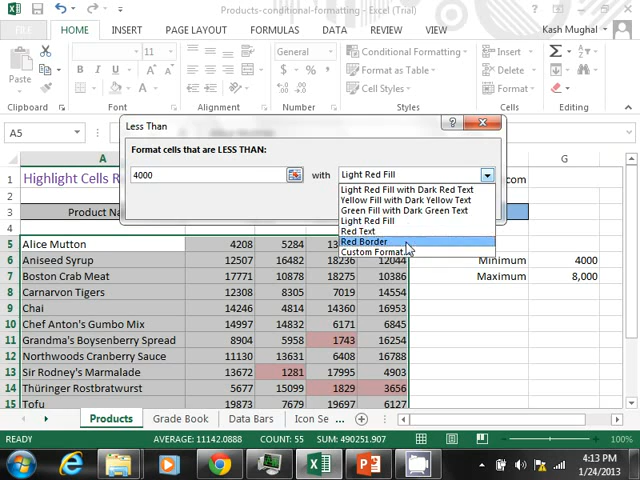 Products-conditional-formatting - Excel (Trial)
FILE HOME INSERT PAGE LAYOUT FORMULAS DATA REVIEW VIEW Kash Mughal
Paste 11 General Conditional Formatting Insert
Format as Table Delete
Cell Styles Format
Clipboard Font Alignment Number Styles Cells Editing
A5
Less Than
Format cells that are LESS THAN:
4000 with Light Red Fill
Light Red Fill with Dark Red Text
Yellow Fill with Dark Yellow Text
Green Fill with Dark Green Text
Light Red Fill
Red Text
Red Border
Custom Format...
A G
1 Highlight Cells R com
2
3 Product Na
5 Alice Mutton 4208 5284
6 Aniseed Syrup 12507 16482 18236 12044 Minimum 4000
7 Boston Crab Meat 17771 10878 18275 10386 Maximum 8,000
8 Carnarvon Tigers 12308 8305 7019 14554
9 Chai 14296 4814 14360 16953
10 Chef Anton's Gumbo Mix 14997 14832 6171 6845
11 Grandma's Boysenberry Spread 8904 5958 1743 16254
12 Northwoods Cranberry Sauce 11130 13631 6408 16788
13 Sir Rodney's Marmalade 13672 1281 17995 4903
14 Thüringer Rostbratwurst 5677 15099 1829 3656
15 Tofu 19873 7679 19697 6127
Products Grade Book Data Bars Icon Se ...
READY AVERAGE: 11142.0888 COUNT: 55 SUM: 490251.907 100%
4:13 PM
1/24/2013